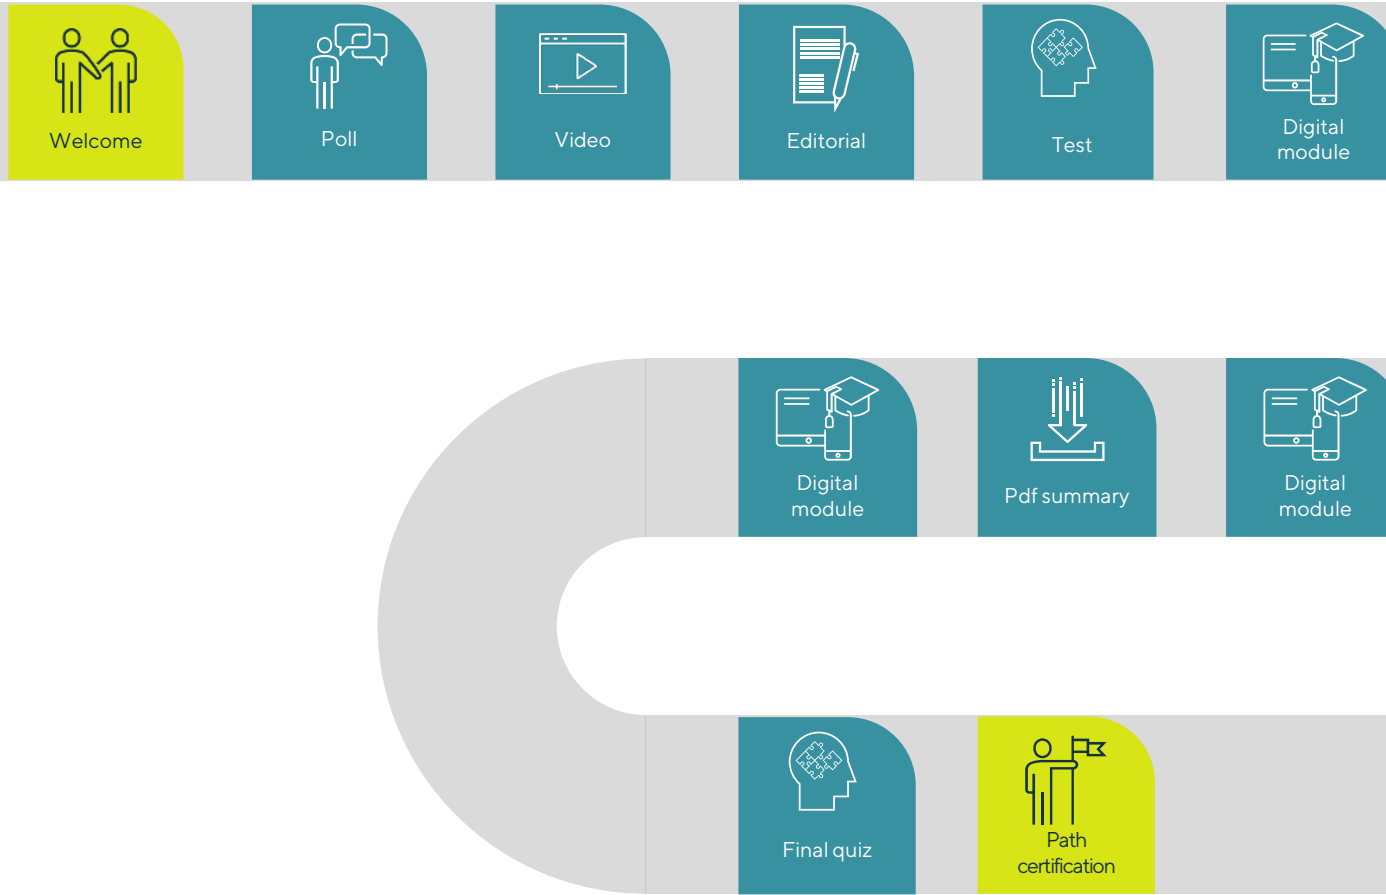 Welcome
Poll
Video
Editorial
Test
Digital
module
Digital
module
Pdf summary
Digital
module
Final quiz
Path
certification